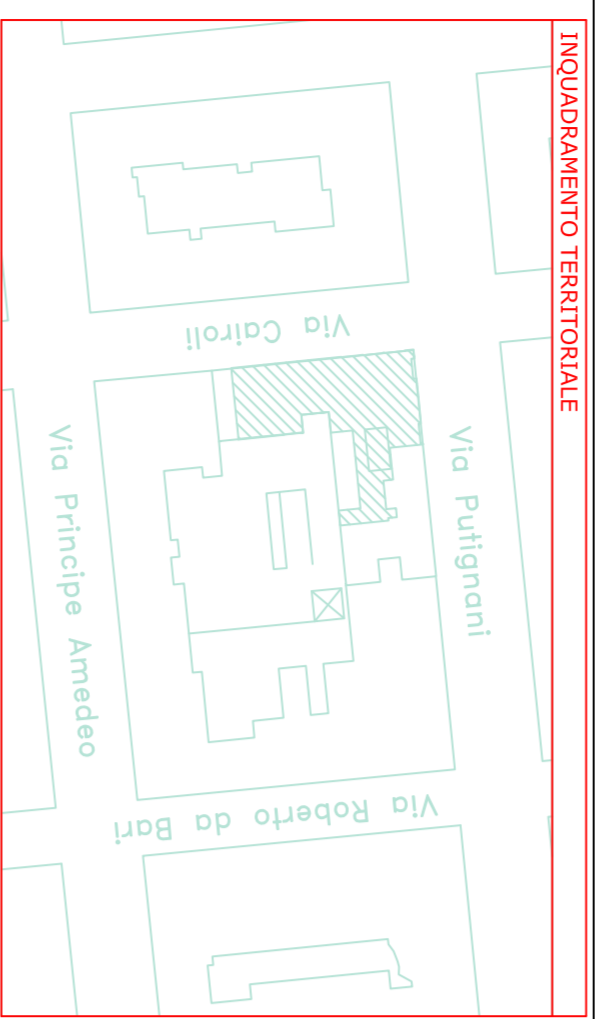 INQUADRAMENTO TERRITORIALE
Via Cairoli
Via Putignani
Via Principe Amedeo
Via Roberto da Bari